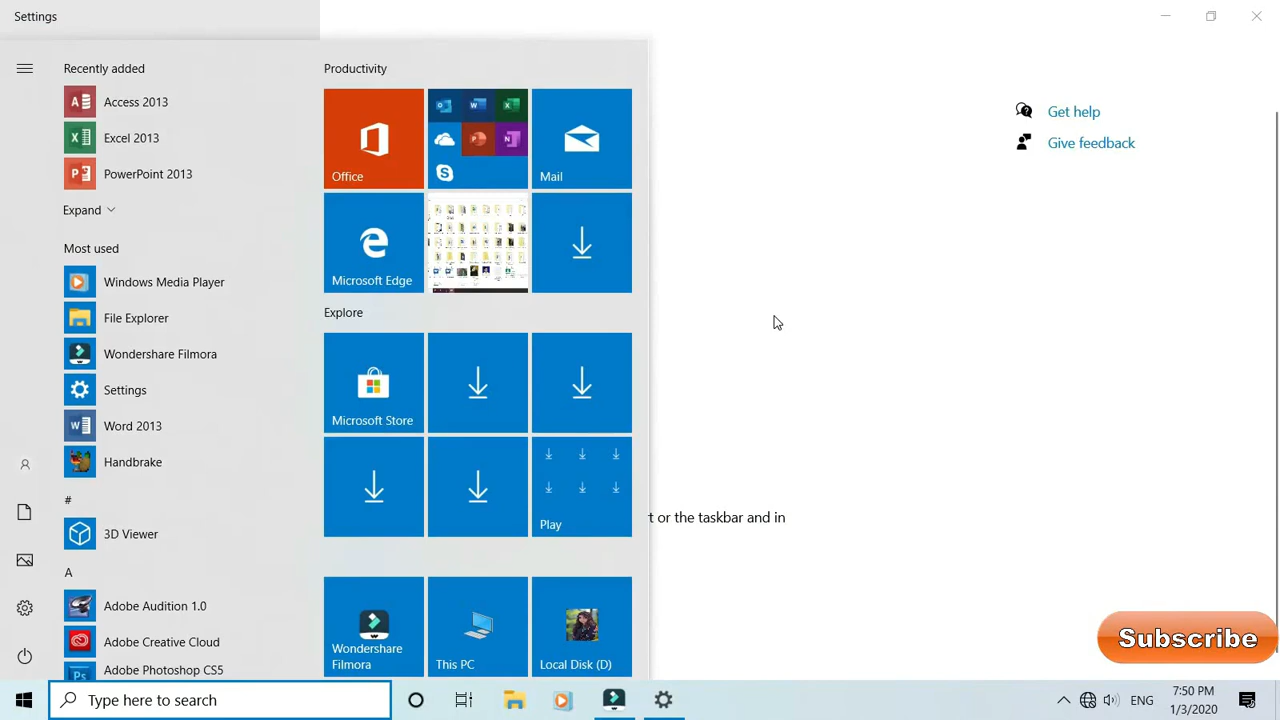 Settings
Recently added
Access 2013
Excel 2013
PowerPoint 2013
Expand
Most used
Windows Media Player
File Explorer
Wondershare Filmora
Settings
Word 2013
Handbrake
#
3D Viewer
A
Adobe Audition 1.0
Adobe Creative Cloud
Adobe Photoshop CS5
Productivity
Office
Mail
Microsoft Edge
Explore
Microsoft Store
Play
Wondershare
Filmora
This PC
Local Disk (D)
Get help
Give feedback
t or the taskbar and in
Subscribe
Type here to search
ENG
7:50 PM
1/3/2020